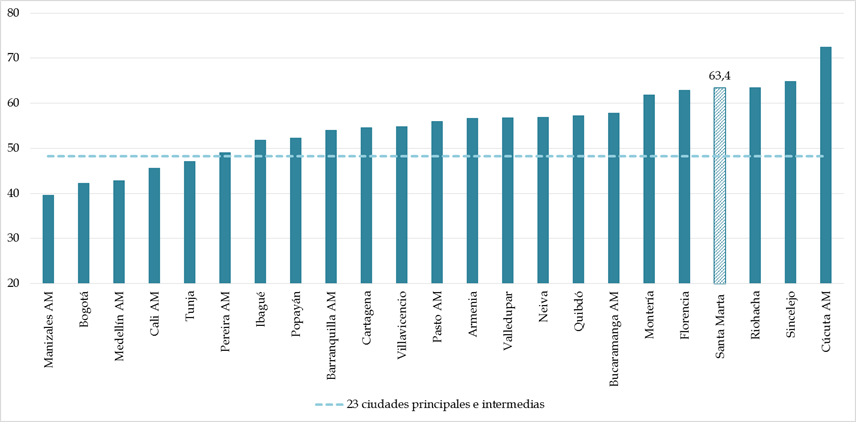 80
70
60
50
40
30
20
63,4
Manizales AM
Bogotá
Medellín AM
Cali AM
Tunja
Pereira AM
Ibagué
Popayán
Barranquilla AM
Cartagena
Villavicencio
Pasto AM
Armenia
Valledupar
Neiva
Quibdó
Bucaramanga AM
Montería
Florencia
Santa Marta
Riohacha
Sincelejo
Cúcuta AM
23 ciudades principales e intermedias